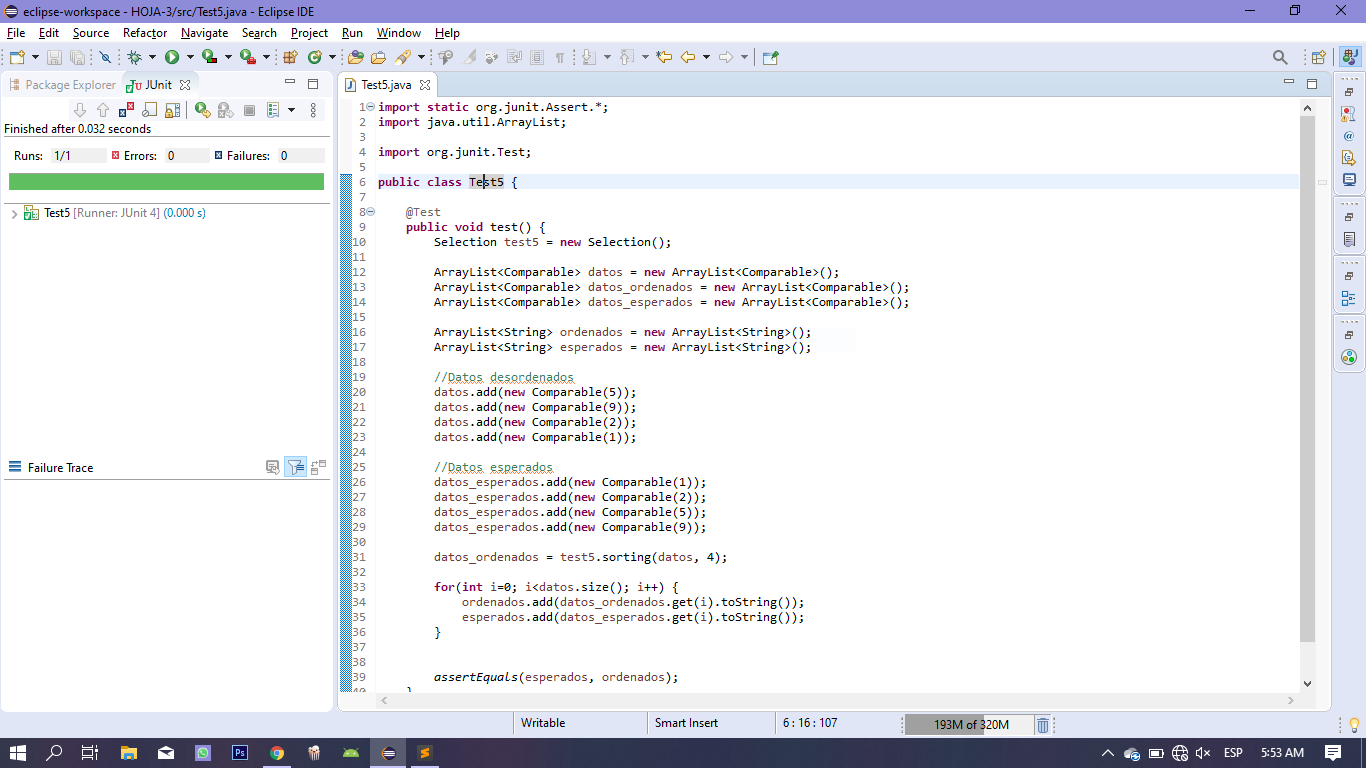 eclipse-workspace - HOJA-3/src/Test5.java - Eclipse IDE
File Edit Source Refactor Navigate Search Project Run Window Help
Package Explorer JUnit
Finished after 0.032 seconds
Runs: 1/1 Errors: 0 Failures: 0
Test5 [Runner: JUnit 4] (0.000 s)
Failure Trace
Test5.java
1 import static org.junit.Assert.*;
2 import java.util.ArrayList;
3
4 import org.junit.Test;
5
6 public class Test5 {
7
8 @Test
9 public void test() {
10 Selection test5 = new Selection();
11
12 ArrayList<Comparable> datos = new ArrayList<Comparable>();
13 ArrayList<Comparable> datos_ordenados = new ArrayList<Comparable>();
14 ArrayList<Comparable> datos_esperados = new ArrayList<Comparable>();
15
16 ArrayList<String> ordenados = new ArrayList<String>();
17 ArrayList<String> esperados = new ArrayList<String>();
18
19 //Datos desordenados
20 datos.add(new Comparable(5));
21 datos.add(new Comparable(9));
22 datos.add(new Comparable(2));
23 datos.add(new Comparable(1));
24
25 //Datos esperados
26 datos_esperados.add(new Comparable(1));
27 datos_esperados.add(new Comparable(2));
28 datos_esperados.add(new Comparable(5));
29 datos_esperados.add(new Comparable(9));
30
31 datos_ordenados = test5.sorting(datos, 4);
32
33 for(int i=0; i<datos.size(); i++) {
34 ordenados.add(datos_ordenados.get(i).toString());
35 esperados.add(datos_esperados.get(i).toString());
36 }
37
38
39 assertEquals(esperados, ordenados);
40 }
Writable Smart Insert 6 : 16 : 107 193M of 320M
Ps ESP 5:53 AM